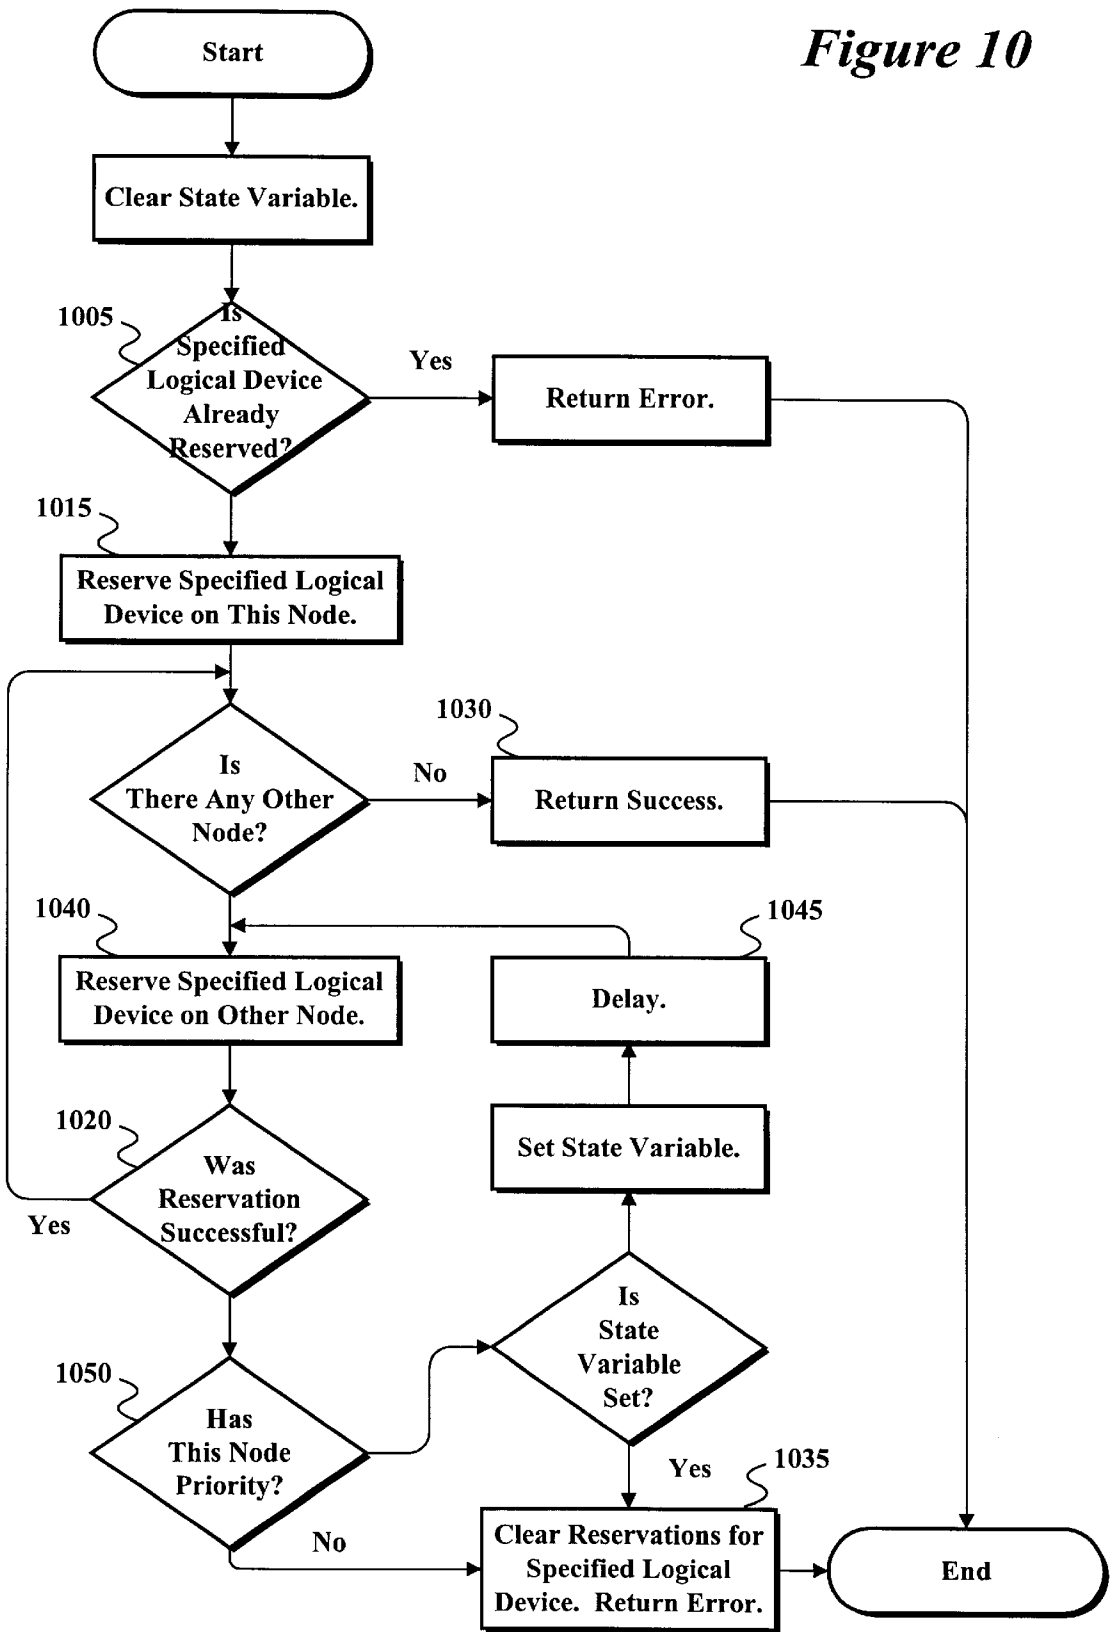 Figure 10
Start
Clear State Variable.
1005
Is
Specified
Logical Device
Already
Reserved?
Yes
Return Error.
1015
Reserve Specified Logical
Device on This Node.
1030
Is
There Any Other
Node?
No
Return Success.
1040
1045
Reserve Specified Logical
Device on Other Node.
Delay.
1020
Was
Reservation
Successful?
Yes
Set State Variable.
Is
State
Variable
Set?
1050
Has
This Node
Priority?
Yes
1035
No
Clear Reservations for
Specified Logical
Device. Return Error.
End